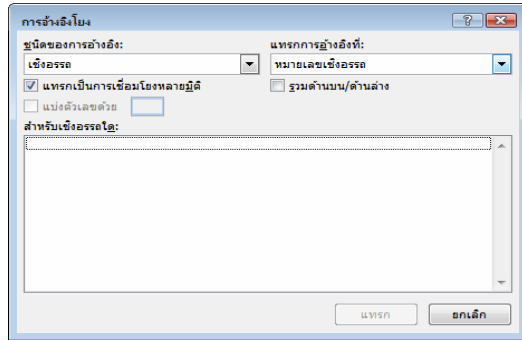 การอ้างอิงโยง
ชนิดของการอ้างอิง:
แทรกการอ้างอิงที่:
เชิงอรรถ
หมายเลขเชิงอรรถ
แทรกเป็นการเชื่อมโยงหลายมิติ
รวมด้านบน/ด้านล่าง
แบ่งตัวเลขด้วย
สำหรับเชิงอรรถใด:
แทรก
ยกเลิก